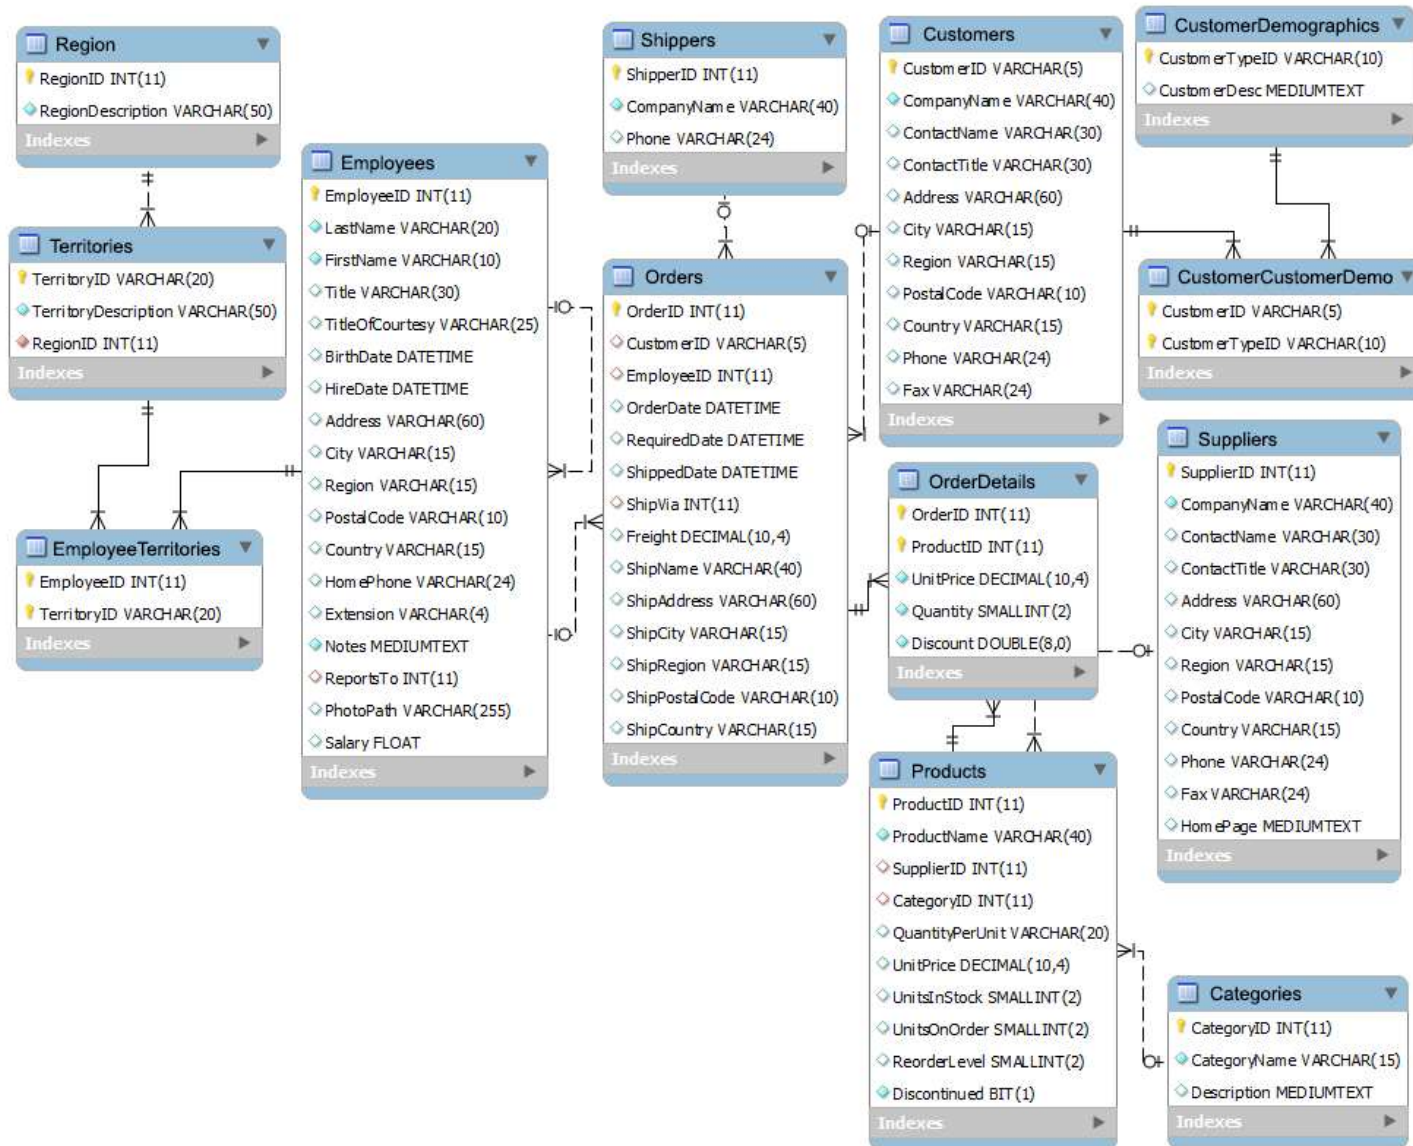 Region
RegionID INT(11)
RegionDescription VARCHAR(50)
Indexes
Territories
TerritoryID VARCHAR(20)
TerritoryDescription VARCHAR(50)
RegionID INT(11)
Indexes
EmployeeTerritories
EmployeeID INT(11)
TerritoryID VARCHAR(20)
Indexes
Employees
EmployeeID INT(11)
LastName VARCHAR(20)
FirstName VARCHAR(10)
Title VARCHAR(30)
TitleOfCourtesy VARCHAR(25)
BirthDate DATETIME
HireDate DATETIME
Address VARCHAR(60)
City VARCHAR(15)
Region VARCHAR(15)
PostalCode VARCHAR(10)
Country VARCHAR(15)
HomePhone VARCHAR(24)
Extension VARCHAR(4)
Notes MEDIUMTEXT
ReportsTo INT(11)
PhotoPath VARCHAR(255)
Salary FLOAT
Indexes
Shippers
ShipperID INT(11)
CompanyName VARCHAR(40)
Phone VARCHAR(24)
Indexes
Orders
OrderID INT(11)
CustomerID VARCHAR(5)
EmployeeID INT(11)
OrderDate DATETIME
RequiredDate DATETIME
ShippedDate DATETIME
ShipVia INT(11)
Freight DECIMAL(10,4)
ShipName VARCHAR(40)
ShipAddress VARCHAR(60)
ShipCity VARCHAR(15)
ShipRegion VARCHAR(15)
ShipPostalCode VARCHAR(10)
ShipCountry VARCHAR(15)
Indexes
Customers
CustomerID VARCHAR(5)
CompanyName VARCHAR(40)
ContactName VARCHAR(30)
ContactTitle VARCHAR(30)
Address VARCHAR(60)
City VARCHAR(15)
Region VARCHAR(15)
PostalCode VARCHAR(10)
Country VARCHAR(15)
Phone VARCHAR(24)
Fax VARCHAR(24)
Indexes
CustomerDemographics
CustomerTypeID VARCHAR(10)
CustomerDesc MEDIUMTEXT
Indexes
CustomerCustomerDemo
CustomerID VARCHAR(5)
CustomerTypeID VARCHAR(10)
Indexes
OrderDetails
OrderID INT(11)
ProductID INT(11)
UnitPrice DECIMAL(10,4)
Quantity SMALLINT(2)
Discount DOUBLE(8,0)
Indexes
Suppliers
SupplierID INT(11)
CompanyName VARCHAR(40)
ContactName VARCHAR(30)
ContactTitle VARCHAR(30)
Address VARCHAR(60)
City VARCHAR(15)
Region VARCHAR(15)
PostalCode VARCHAR(10)
Country VARCHAR(15)
Phone VARCHAR(24)
Fax VARCHAR(24)
HomePage MEDIUMTEXT
Indexes
Products
ProductID INT(11)
ProductName VARCHAR(40)
SupplierID INT(11)
CategoryID INT(11)
QuantityPerUnit VARCHAR(20)
UnitPrice DECIMAL(10,4)
UnitsInStock SMALLINT(2)
UnitsOnOrder SMALLINT(2)
ReorderLevel SMALLINT(2)
Discontinued BIT(1)
Indexes
Categories
CategoryID INT(11)
CategoryName VARCHAR(15)
Description MEDIUMTEXT
Indexes